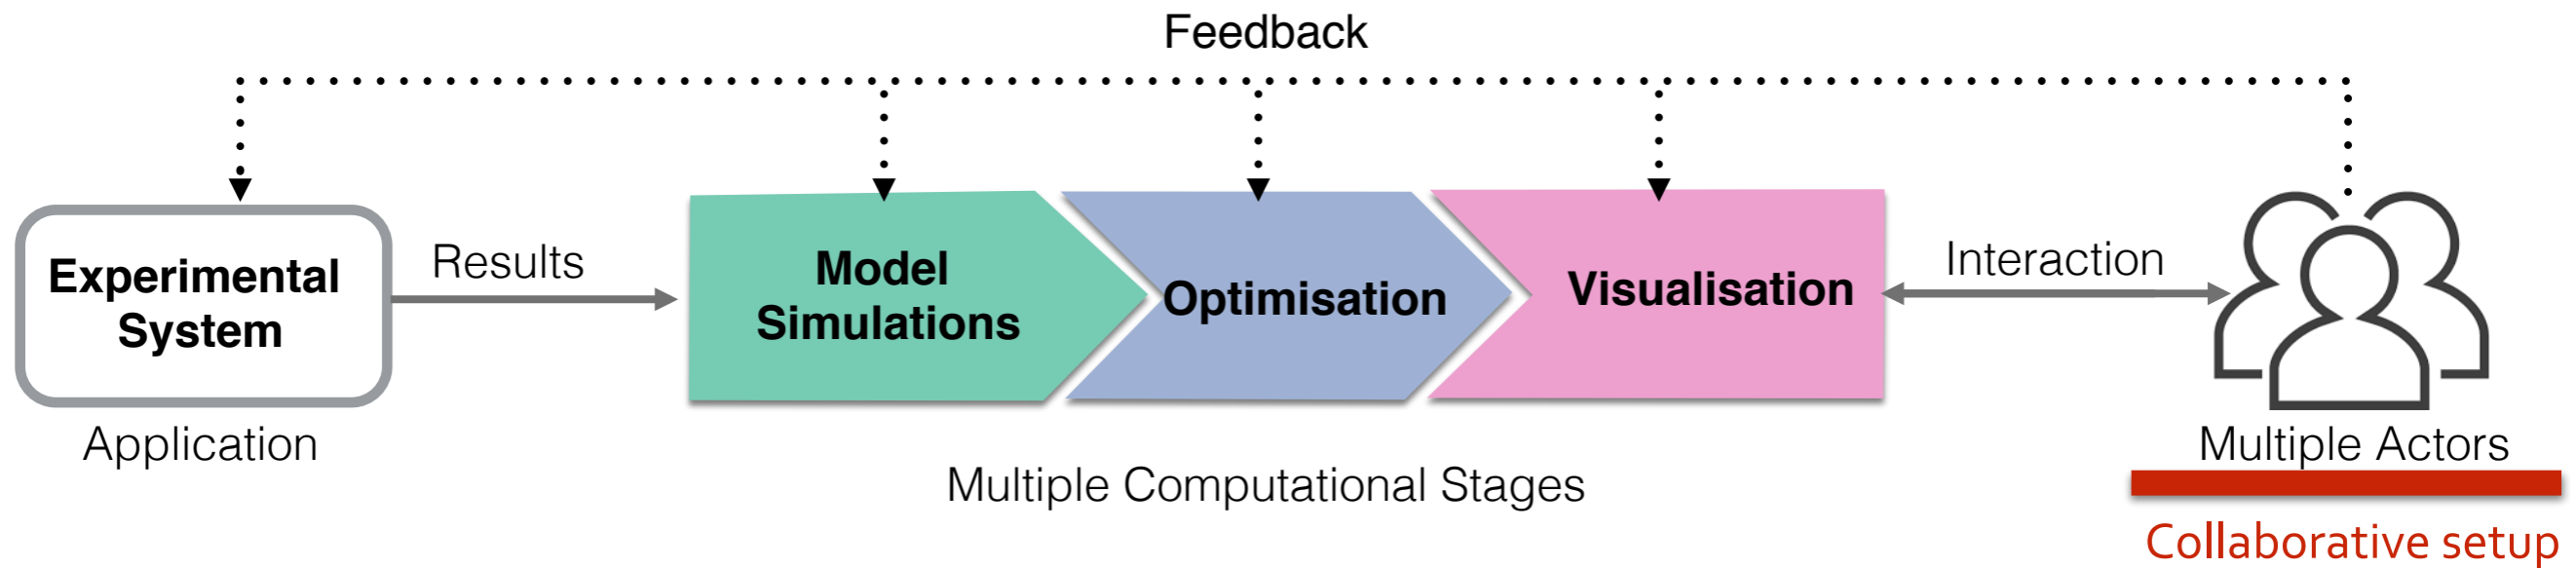 Feedback
Experimental
System
Results
Model
Simulations
Optimisation
Visualisation
Interaction
Application
Multiple Computational Stages
Multiple Actors
Collaborative setup